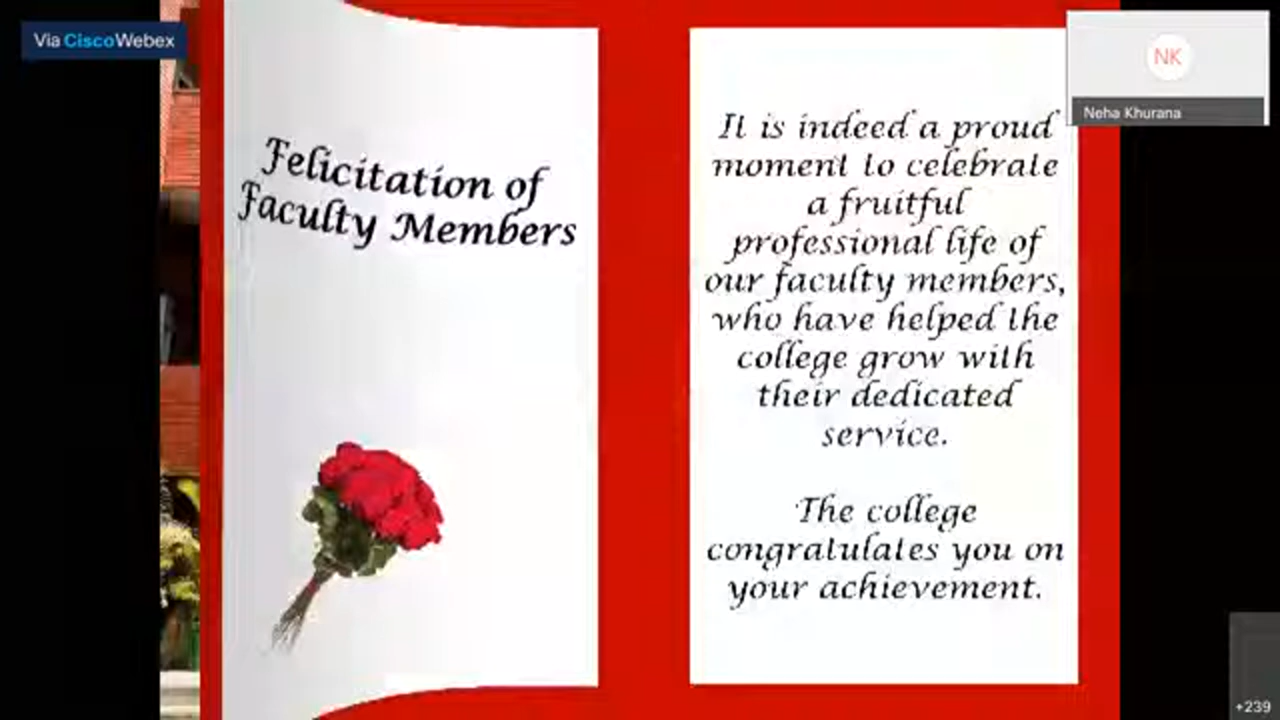 Via CiscoWebex
Felicitation of
Faculty Members
It is indeed a proud
moment to celebrate
a fruitful
professional life of
our faculty members,
who have helped the
college grow with
their dedicated
service.
The college
congratulates you on
your achievement.
NK
Neha Khurana
+239